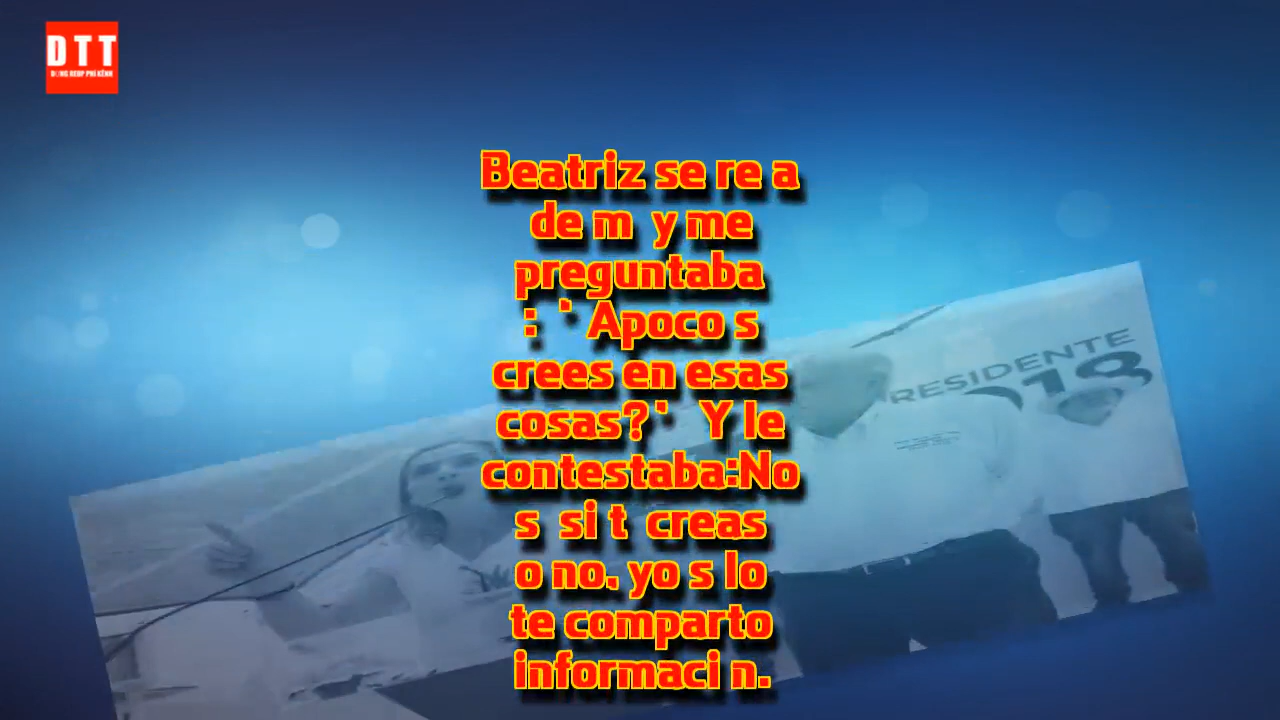 DTT
Beatriz se re a
de m y me
preguntaba
: ' Apoco s
crees en esas
cosas?' Y le
contestaba:No
s si t creas
o no, yo s lo
te comparto
informaci n.
RESIDENTE
018